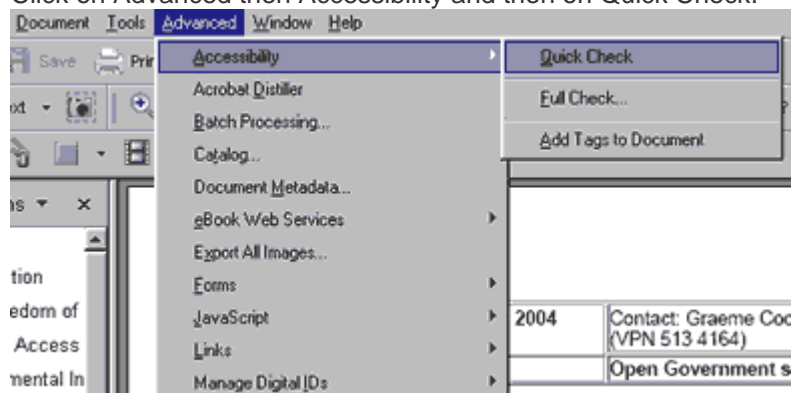 Click on Advanced then Accessibility and then on Quick Check.
Document Tools Advanced Window Help
Save Prin
Accessibility
Quick Check
Acrobat Distiller
Full Check...
Batch Processing...
Add Tags to Document
Catalog...
Document Metadata...
eBook Web Services
Export All Images...
tion
Forms
edom of
JavaScript
2004
Contact: Graeme Coo
Access
Links
(VPN 513 4164)
mental In
Manage Digital IDs
Open Government s